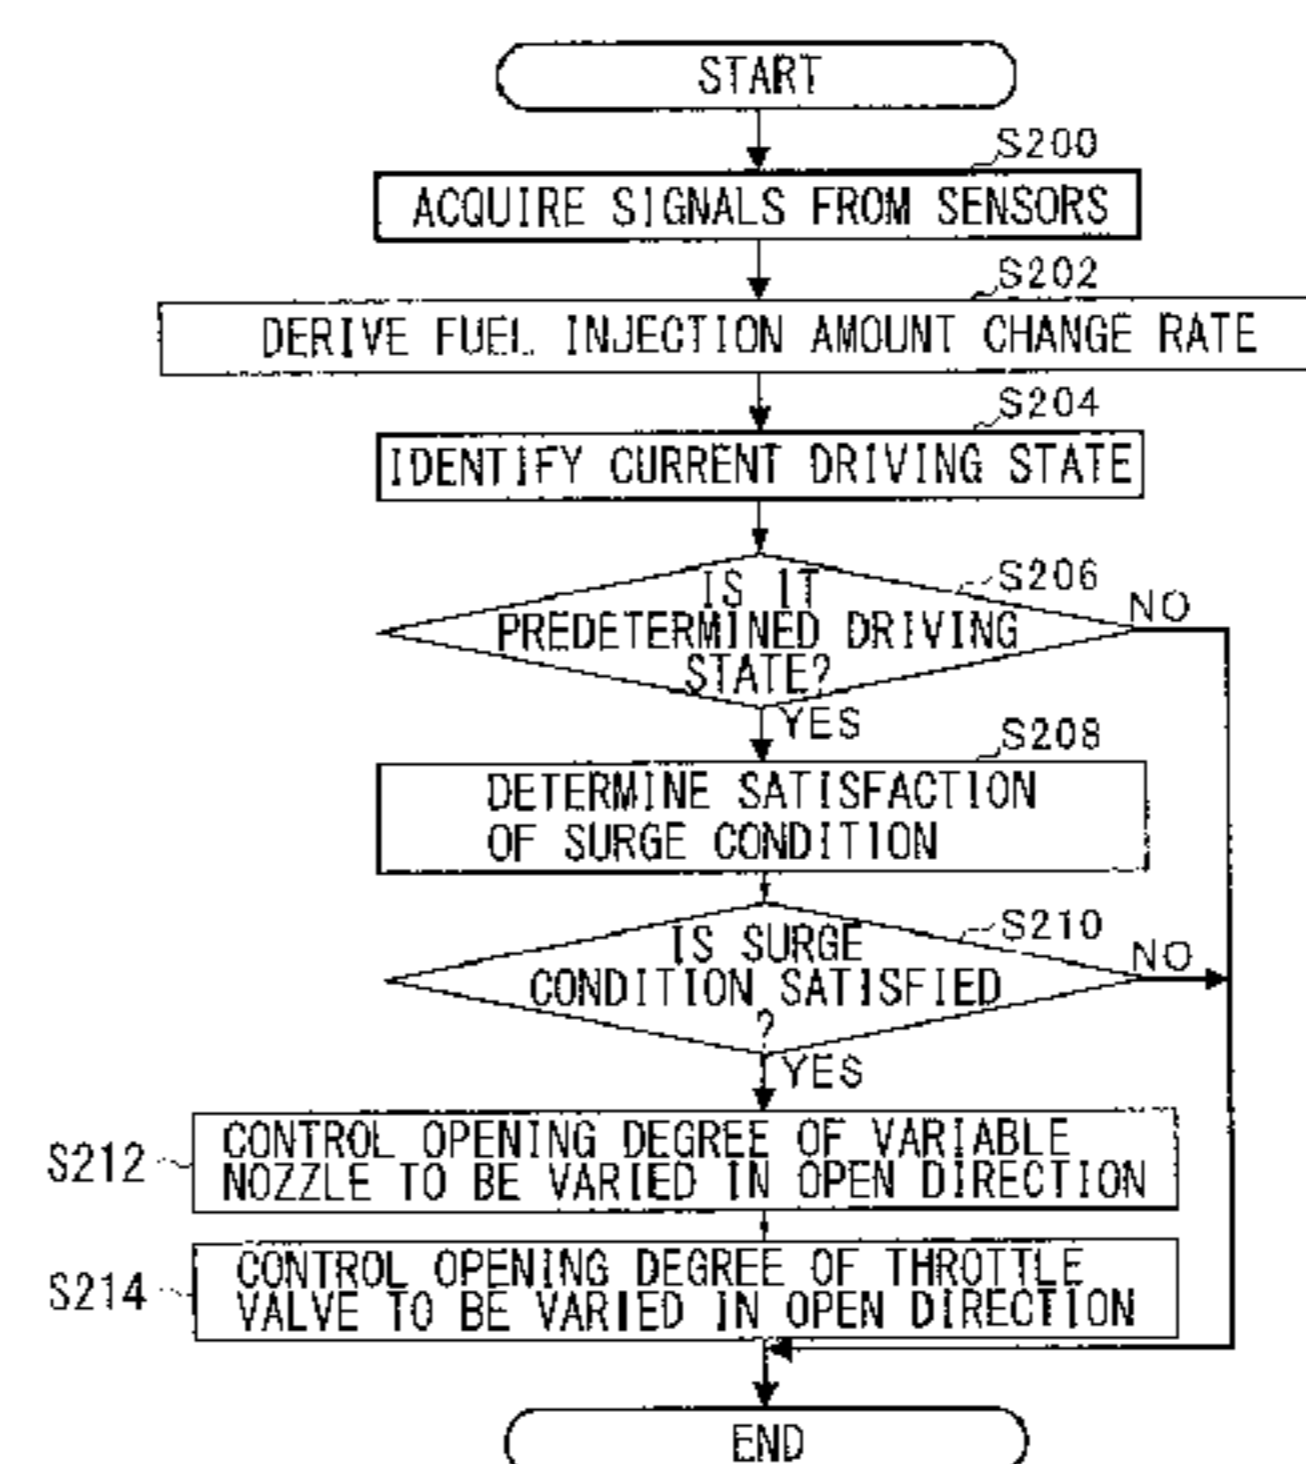 START
S200
ACQUIRE SIGNALS FROM SENSORS
S202
DERIVE FUEL INJECTION AMOUNT CHANGE RATE
S204
IDENTIFY CURRENT DRIVING STATE
S206
IS IT
PREDETERMINED DRIVING
STATE?
NO
YES
S208
DETERMINE SATISFACTION
OF SURGE CONDITION
S210
IS SURGE
CONDITION SATISFIED
?
NO
YES
S212
CONTROL OPENING DEGREE OF VARIABLE
NOZZLE TO BE VARIED IN OPEN DIRECTION
S214
CONTROL OPENING DEGREE OF THROTTLE
VALVE TO BE VARIED IN OPEN DIRECTION
END